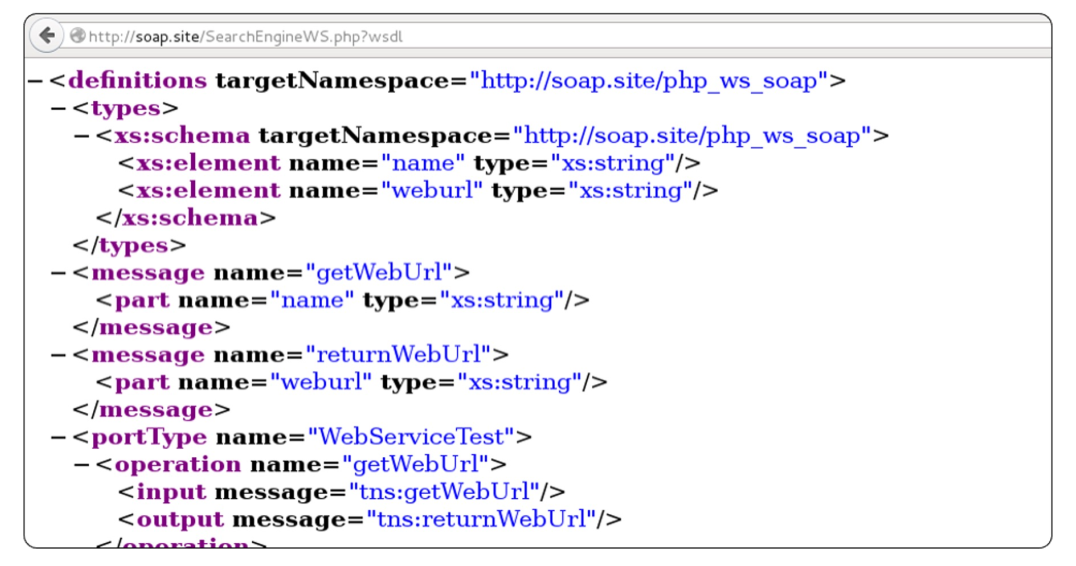 http://soap.site/SearchEngineWS.php?wsdl
− <definitions targetNamespace="http://soap.site/php_ws_soap">
− <types>
− <xs:schema targetNamespace="http://soap.site/php_ws_soap">
<xs:element name="name" type="xs:string"/>
<xs:element name="weburl" type="xs:string"/>
</xs:schema>
</types>
− <message name="getWebUrl">
<part name="name" type="xs:string"/>
</message>
− <message name="returnWebUrl">
<part name="weburl" type="xs:string"/>
</message>
− <portType name="WebServiceTest">
− <operation name="getWebUrl">
<input message="tns:getWebUrl"/>
<output message="tns:returnWebUrl"/>
</operation>